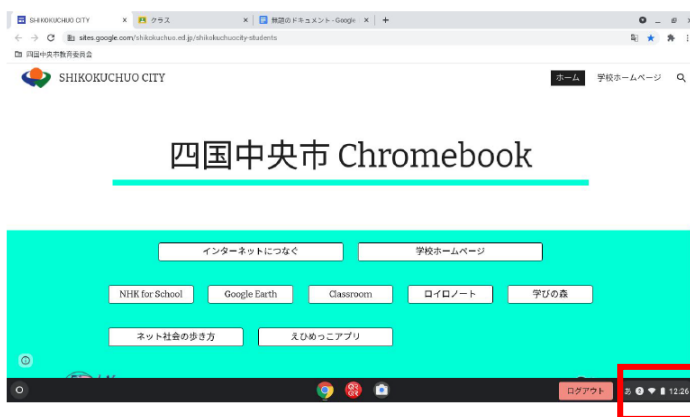 SHIKOKUCHUO CITY
クラス
無題のドキュメント - Google
sites.google.com/shikokuchuo.ed.jp/shikokuchuocity-students
四国中央市教育委員会
SHIKOKUCHUO CITY
ホーム 学校ホームページ
四国中央市 Chromebook
インターネットにつなぐ 学校ホームページ
NHK for School Google Earth Classroom ロイロノート 学びの森
ネット社会の歩き方 えひめっこアプリ
ログアウト あ 12:26